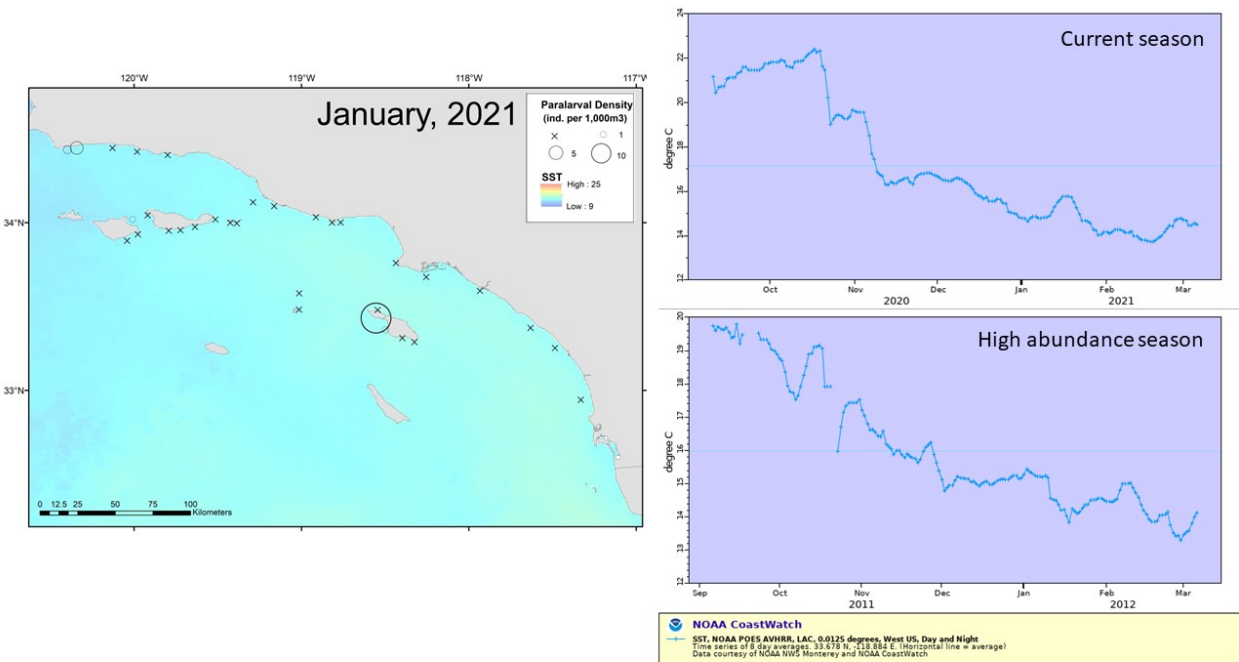 120°W 119°W 118°W 117°W
January, 2021
Paralarval Density
(ind. per 1,000m3)
1
5 10
SST
High : 25
Low : 9
34°N
33°N
0 12.5 25 50 75 100
Kilometers
Current season
degree C
24
22
20
18
16
14
12
Oct Nov Dec Jan Feb Mar
2020 2021
High abundance season
degree C
20
19
18
17
16
15
14
13
12
Sep Oct Nov Dec Jan Feb Mar
2011 2012
NOAA CoastWatch
SST, NOAA POES AVHRR, LAC, 0.0125 degrees, West US, Day and Night
Time series of 8 day averages. 33.678 N, -118.884 E. (Horizontal line = average)
Data courtesy of NOAA NWS Monterey and NOAA CoastWatch